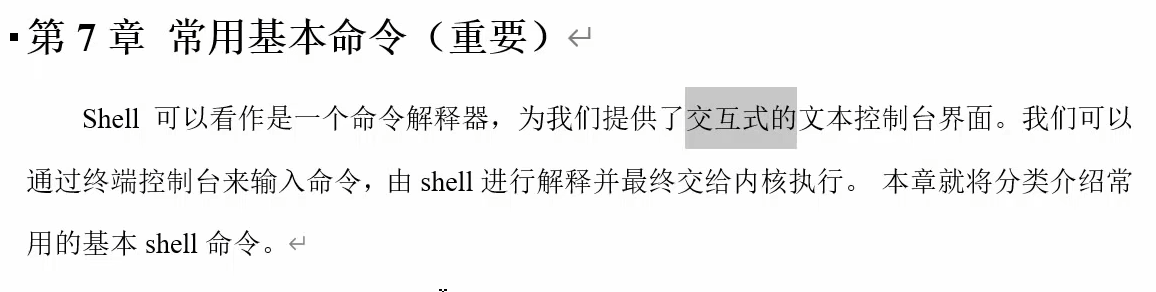 第 7 章 常用基本命令（重要）
Shell 可以看作是一个命令解释器，为我们提供了交互式的文本控制台界面。我们可以
通过终端控制台来输入命令，由 shell 进行解释并最终交给内核执行。 本章就将分类介绍常
用的基本 shell 命令。